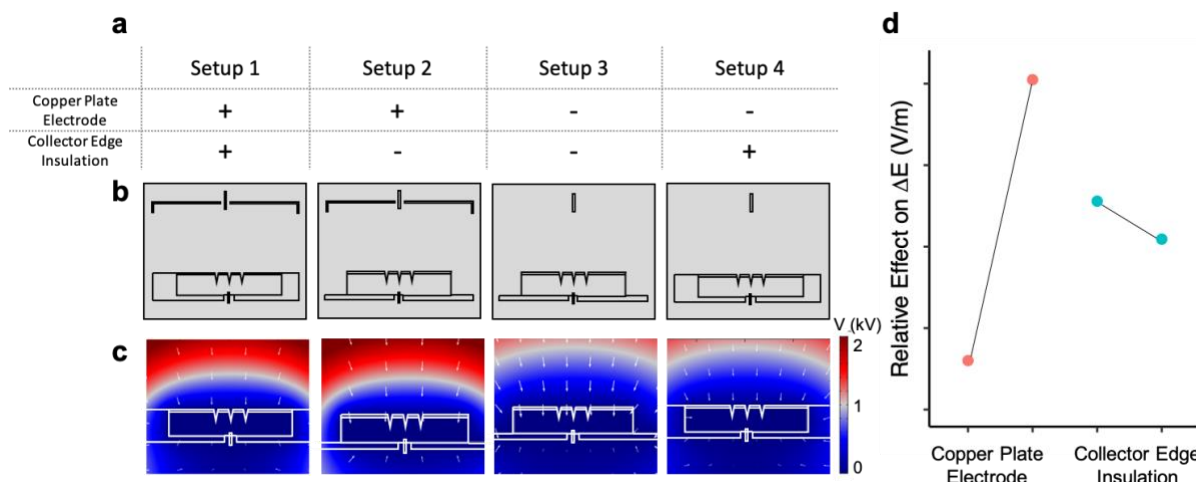 a
d
Setup 1 Setup 2 Setup 3 Setup 4
Copper Plate
Electrode
+ + - -
Collector Edge
Insulation
+ - - +
b
c
V (kV)
2
1
0
Relative Effect on ΔE (V/m)
Copper Plate
Electrode
Collector Edge
Insulation